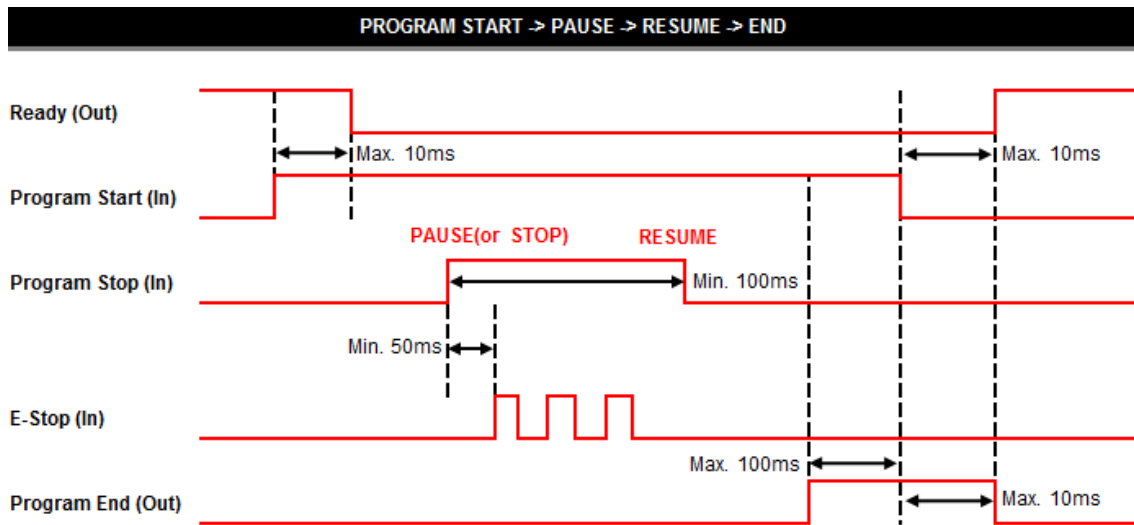 PROGRAM START -> PAUSE -> RESUME -> END
Ready (Out)
Max. 10ms
Max. 10ms
Program Start (In)
PAUSE(or STOP)
RESUME
Program Stop (In)
Min. 100ms
Min. 50ms
E-Stop (In)
Max. 100ms
Program End (Out)
Max. 10ms